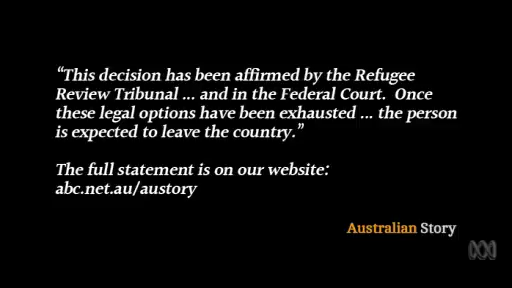 “This decision has been affirmed by the Refugee
Review Tribunal ... and in the Federal Court.  Once
these legal options have been exhausted ... the person
is expected to leave the country.”
The full statement is on our website:
abc.net.au/austory
Australian Story